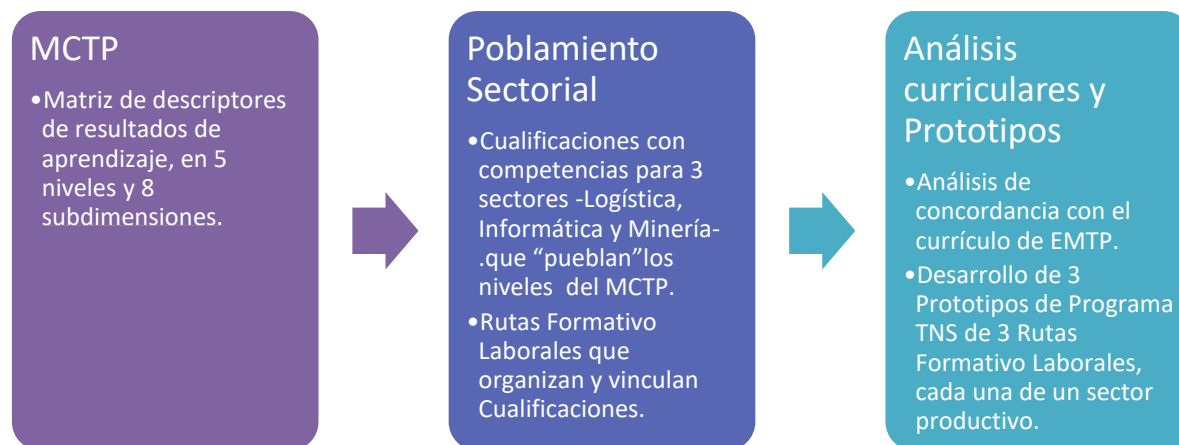 MCTP
•Matriz de descriptores
de resultados de
aprendizaje, en 5
niveles y 8
subdimensiones.
Poblamiento
Sectorial
•Cualificaciones con
competencias para 3
sectores -Logística,
Informática y Minería-
.que “pueblan”los
niveles del MCTP.
•Rutas Formativo
Laborales que
organizan y vinculan
Cualificaciones.
Análisis
curriculares y
Prototipos
•Análisis de
concordancia con el
currículo de EMTP.
•Desarrollo de 3
Prototipos de Programa
TNS de 3 Rutas
Formativo Laborales,
cada una de un sector
productivo.